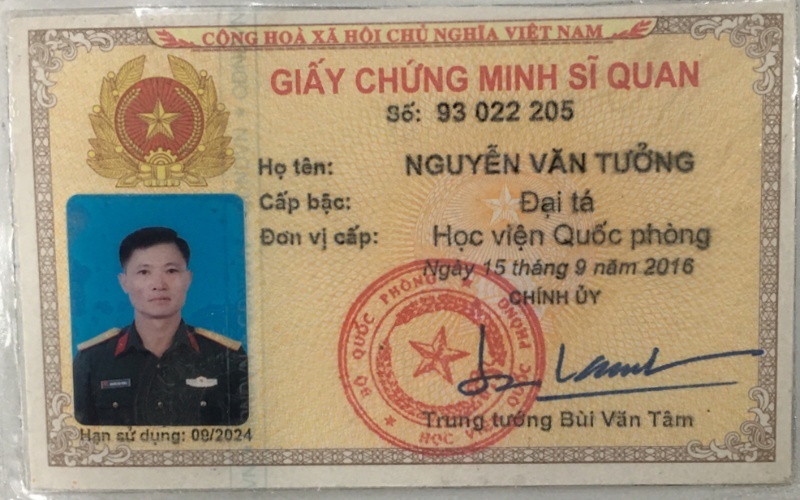 CỘNG HOÀ XÃ HỘI CHỦ NGHĨA VIỆT NAM
GIẤY CHỨNG MINH SĨ QUAN
Số: 93 022 205
Họ tên: NGUYỄN VĂN TƯỞNG
Cấp bậc: Đại tá
Đơn vị cấp: Học viện Quốc phòng
Ngày 15 tháng 9 năm 2016
CHÍNH ỦY
BỘ QUỐC PHÒNG
HỌC VIỆN QUỐC PHÒNG
Trung tướng Bùi Văn Tâm
Hạn sử dụng: 09/2024